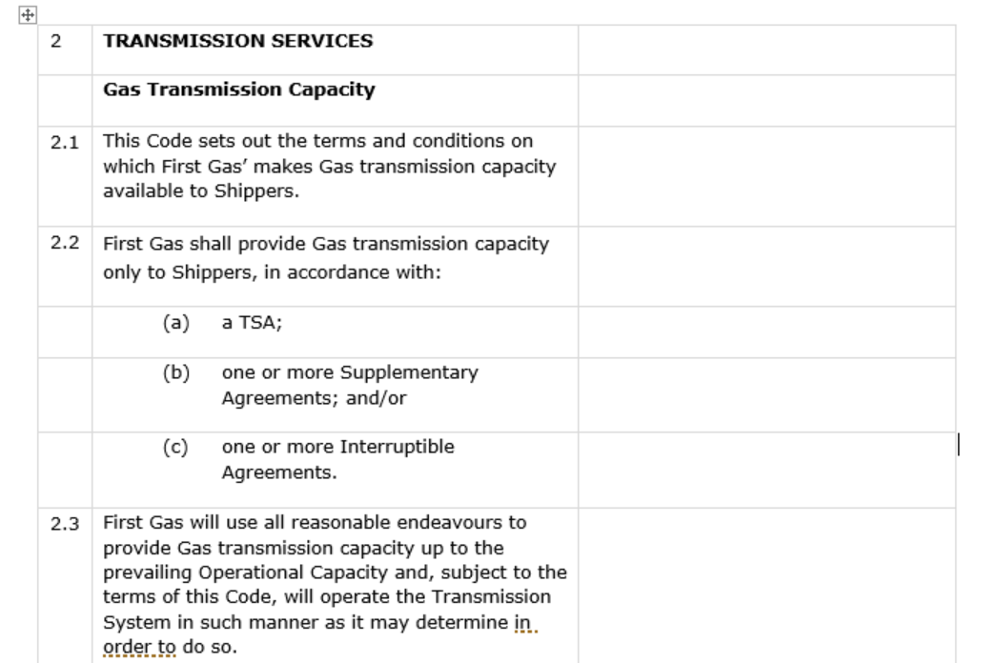 2 TRANSMISSION SERVICES
Gas Transmission Capacity
2.1 This Code sets out the terms and conditions on
which First Gas’ makes Gas transmission capacity
available to Shippers.
2.2 First Gas shall provide Gas transmission capacity
only to Shippers, in accordance with:
(a) a TSA;
(b) one or more Supplementary
Agreements; and/or
(c) one or more Interruptible
Agreements.
2.3 First Gas will use all reasonable endeavours to
provide Gas transmission capacity up to the
prevailing Operational Capacity and, subject to the
terms of this Code, will operate the Transmission
System in such manner as it may determine in
order to do so.